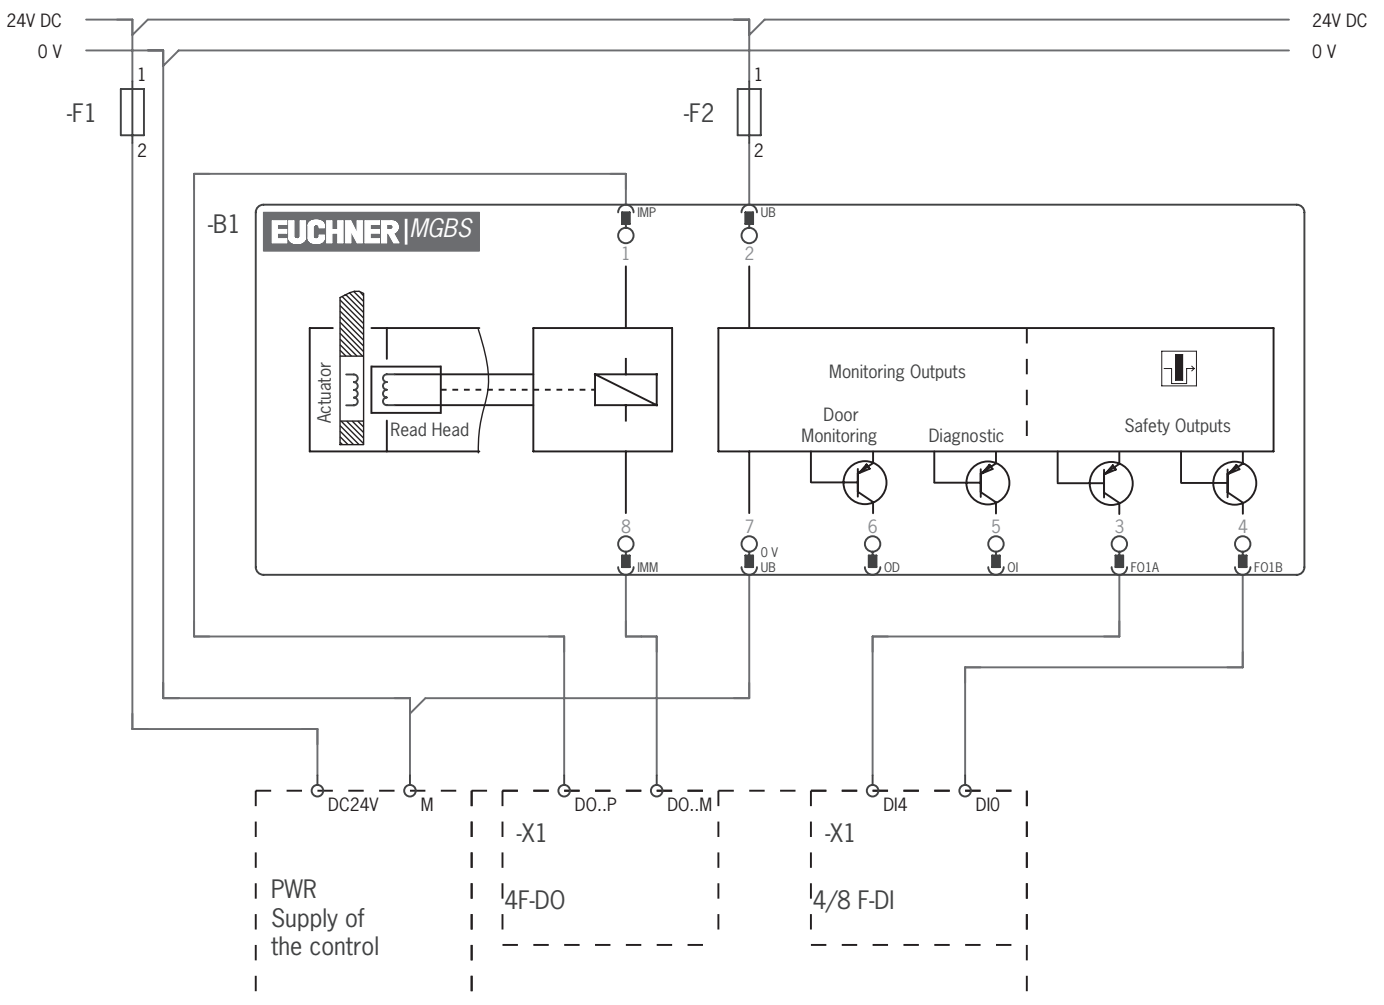 24V DC
24V DC
0 V
0 V
1
1
-F1
-F2
2
2
-B1
EUCHNER MGBS
IMP
UB
1
2
Actuator
Read Head
Monitoring Outputs
Door
Monitoring
Diagnostic
Safety Outputs
8
7
6
5
3
4
0 V
IMM
UB
OD
OI
FO1A
FO1B
DC24V
M
DO..P
DO..M
DI4
DI0
-X1
-X1
PWR
Supply of
the control
4F-DO
4/8 F-DI